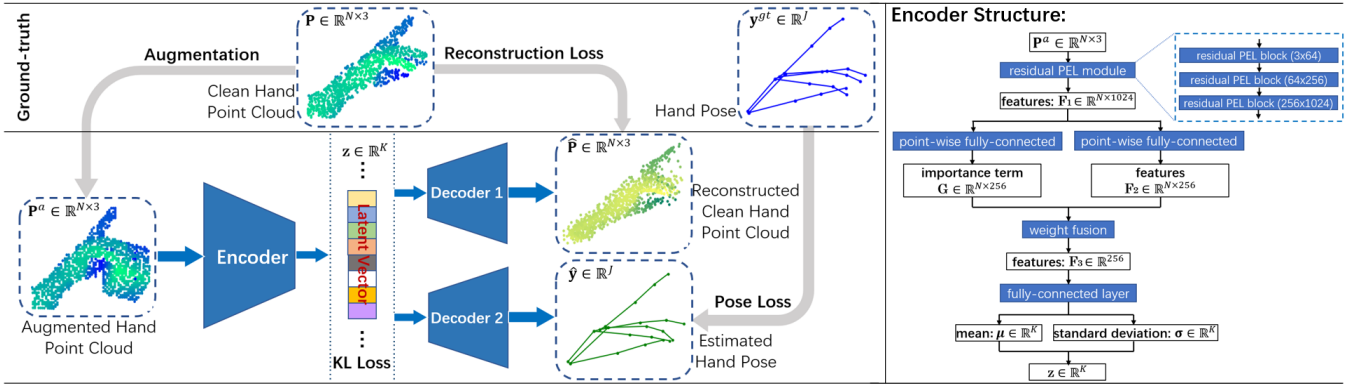 Ground-truth
Augmentation
P ∈ ℝ^{N×3}
Clean Hand
Point Cloud
Reconstruction Loss
y^{gt} ∈ ℝ^J
Hand Pose
P^a ∈ ℝ^{N×3}
Augmented Hand
Point Cloud
Encoder
z ∈ ℝ^K
...
Latent Vector
...
KL Loss
Decoder 1
P̂ ∈ ℝ^{N×3}
Reconstructed
Clean Hand
Point Cloud
Decoder 2
ŷ ∈ ℝ^J
Pose Loss
Estimated
Hand Pose
Encoder Structure:
P^a ∈ ℝ^{N×3}
residual PEL module
residual PEL block (3x64)
residual PEL block (64x256)
residual PEL block (256x1024)
features: F₁ ∈ ℝ^{N×1024}
point-wise fully-connected
point-wise fully-connected
importance term
G ∈ ℝ^{N×256}
features
F₂ ∈ ℝ^{N×256}
weight fusion
features: F₃ ∈ ℝ^{256}
fully-connected layer
mean: μ ∈ ℝ^K
standard deviation: σ ∈ ℝ^K
z ∈ ℝ^K